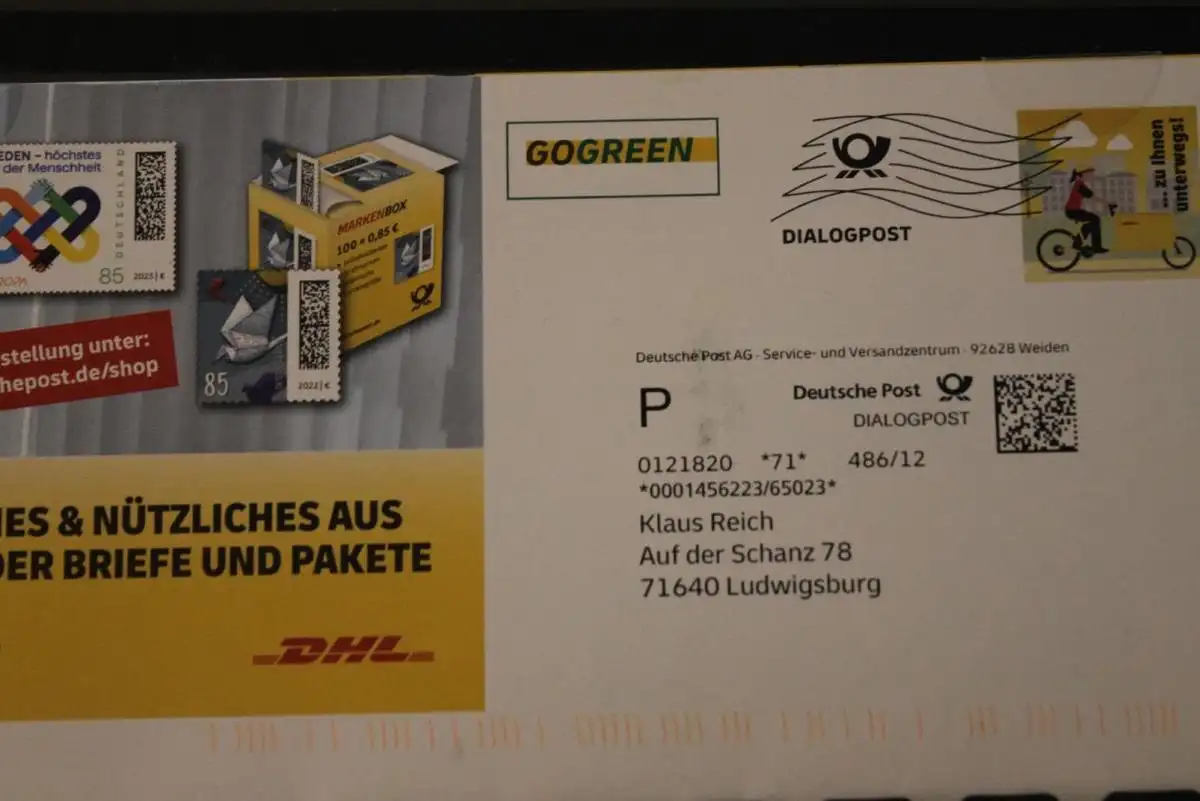 EDEN – höchstes
der Menschheit
DEUTSCHLAND
85 2023 | €
stellung unter:
hepost.de/shop
MARKENBOX
100 = 0,85 €
85
2022 | €
IES & NÜTZLICHES AUS
DER BRIEFE UND PAKETE
DHL
GOGREEN
DIALOGPOST
... zu Ihnen
unterwegs!
Deutsche Post AG · Service- und Versandzentrum · 92628 Weiden
P
Deutsche Post
DIALOGPOST
0121820 *71* 486/12
*0001456223/65023*
Klaus Reich
Auf der Schanz 78
71640 Ludwigsburg